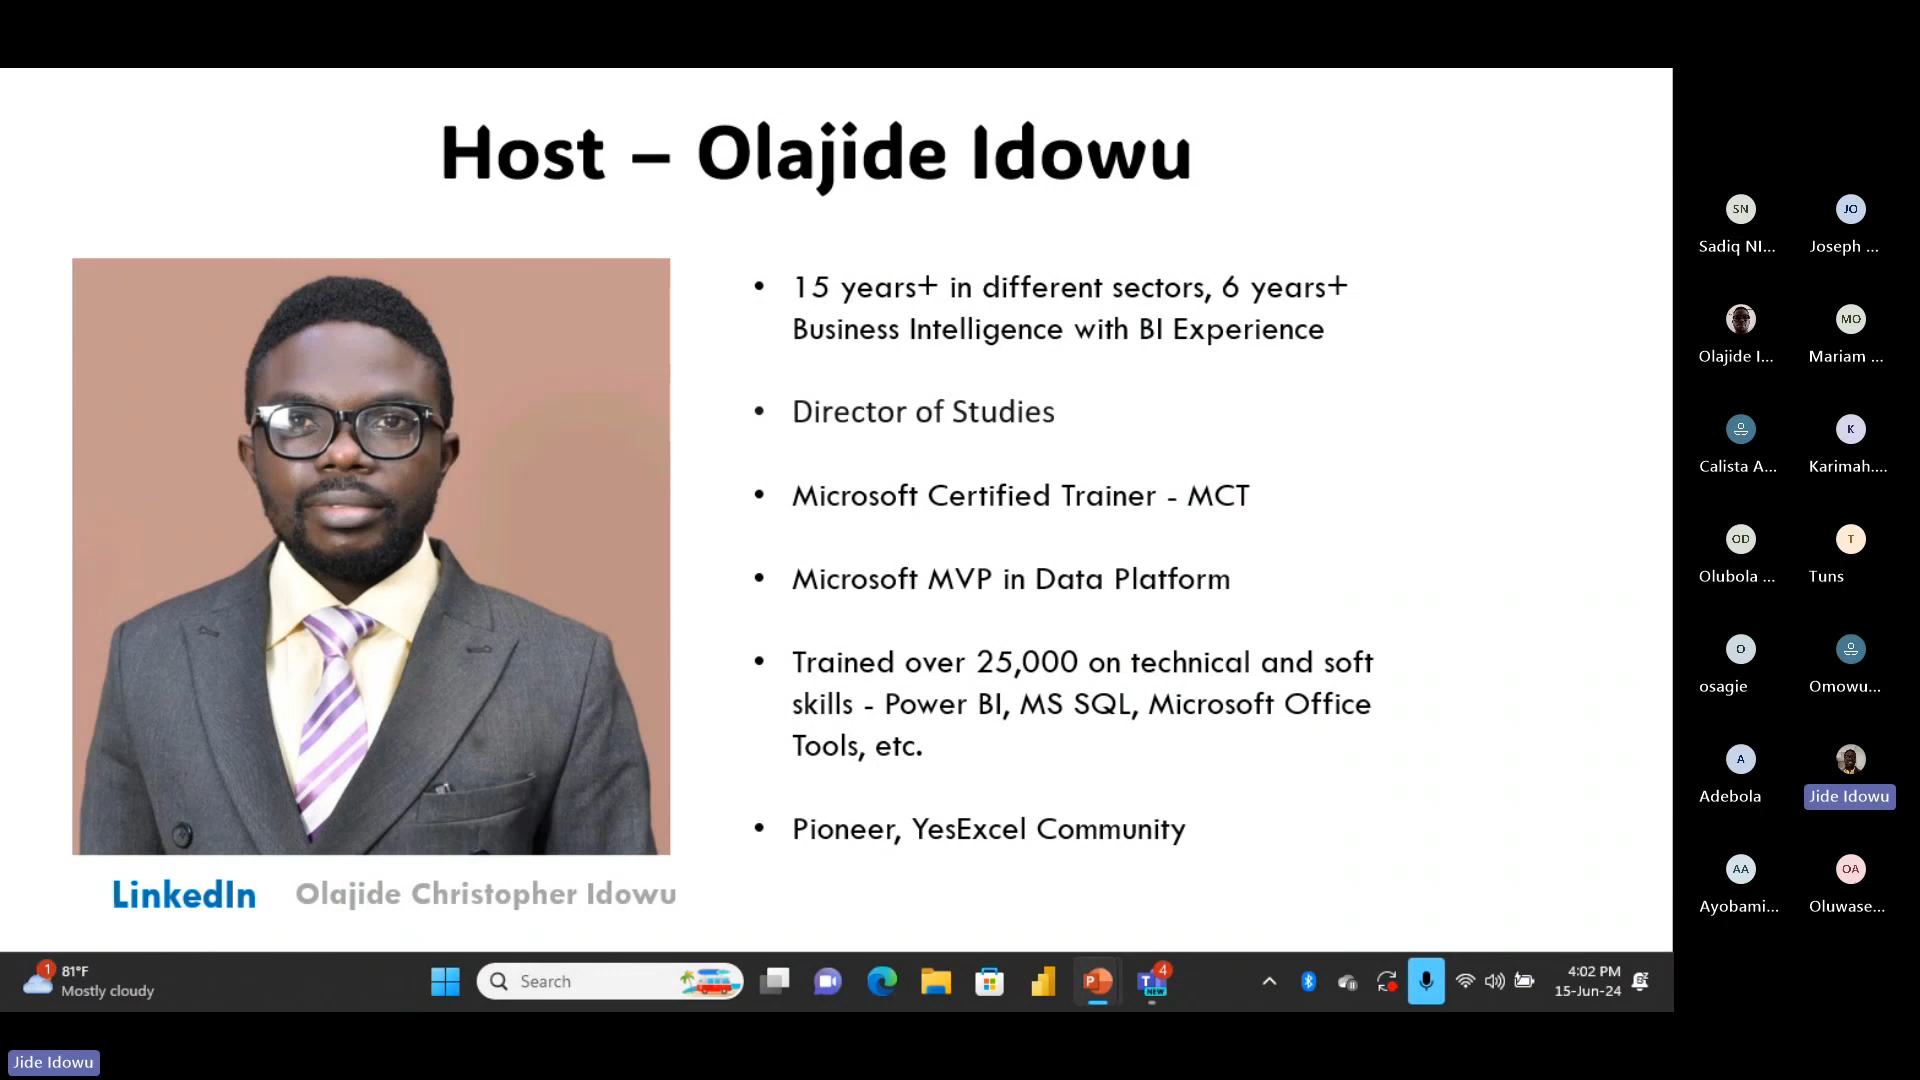 Host – Olajide Idowu
• 15 years+ in different sectors, 6 years+
Business Intelligence with BI Experience
• Director of Studies
• Microsoft Certified Trainer - MCT
• Microsoft MVP in Data Platform
• Trained over 25,000 on technical and soft
skills - Power BI, MS SQL, Microsoft Office
Tools, etc.
• Pioneer, YesExcel Community
LinkedIn Olajide Christopher Idowu
SN
JO
Sadiq NI...
Joseph ...
MO
Olajide I...
Mariam ...
K
Calista A...
Karimah....
OD
T
Olubola ...
Tuns
O
osagie
Omowu...
A
Adebola
Jide Idowu
AA
OA
Ayobami...
Oluwase...
1
81°F
Mostly cloudy
Search
P
4
NEW
4:02 PM
15-Jun-24
Jide Idowu